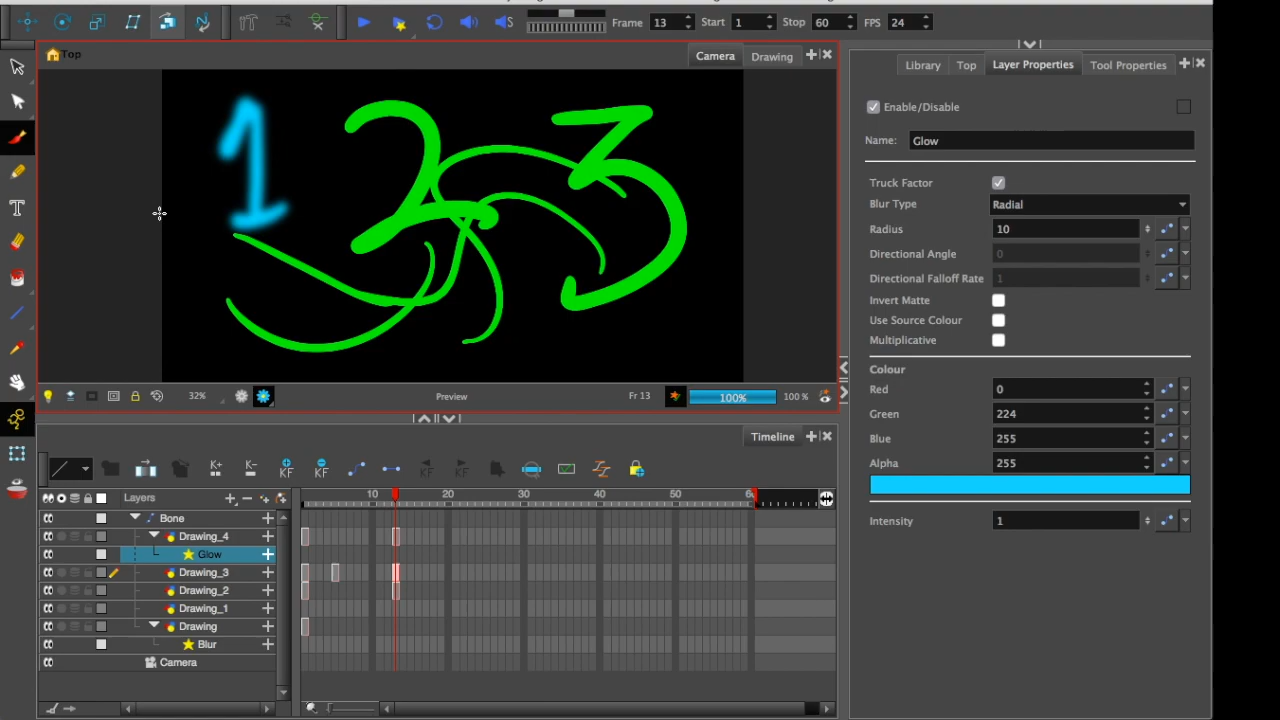 Frame 13 Start 1 Stop 60 FPS 24
Top Camera Drawing
Library Top Layer Properties Tool Properties
Enable/Disable
Name: Glow
Truck Factor
Blur Type Radial
Radius 10
Directional Angle 0
Directional Falloff Rate 1
Invert Matte
Use Source Colour
Multiplicative
Colour
Red 0
Green 224
Blue 255
Alpha 255
Intensity 1
1 2 3
32% Preview Fr 13 100% 100 %
Timeline
K+ K- KF KF KF KF
Layers 10 20 30 40 50
Bone
Drawing_4
Glow
Drawing_3
Drawing_2
Drawing_1
Drawing
Blur
Camera